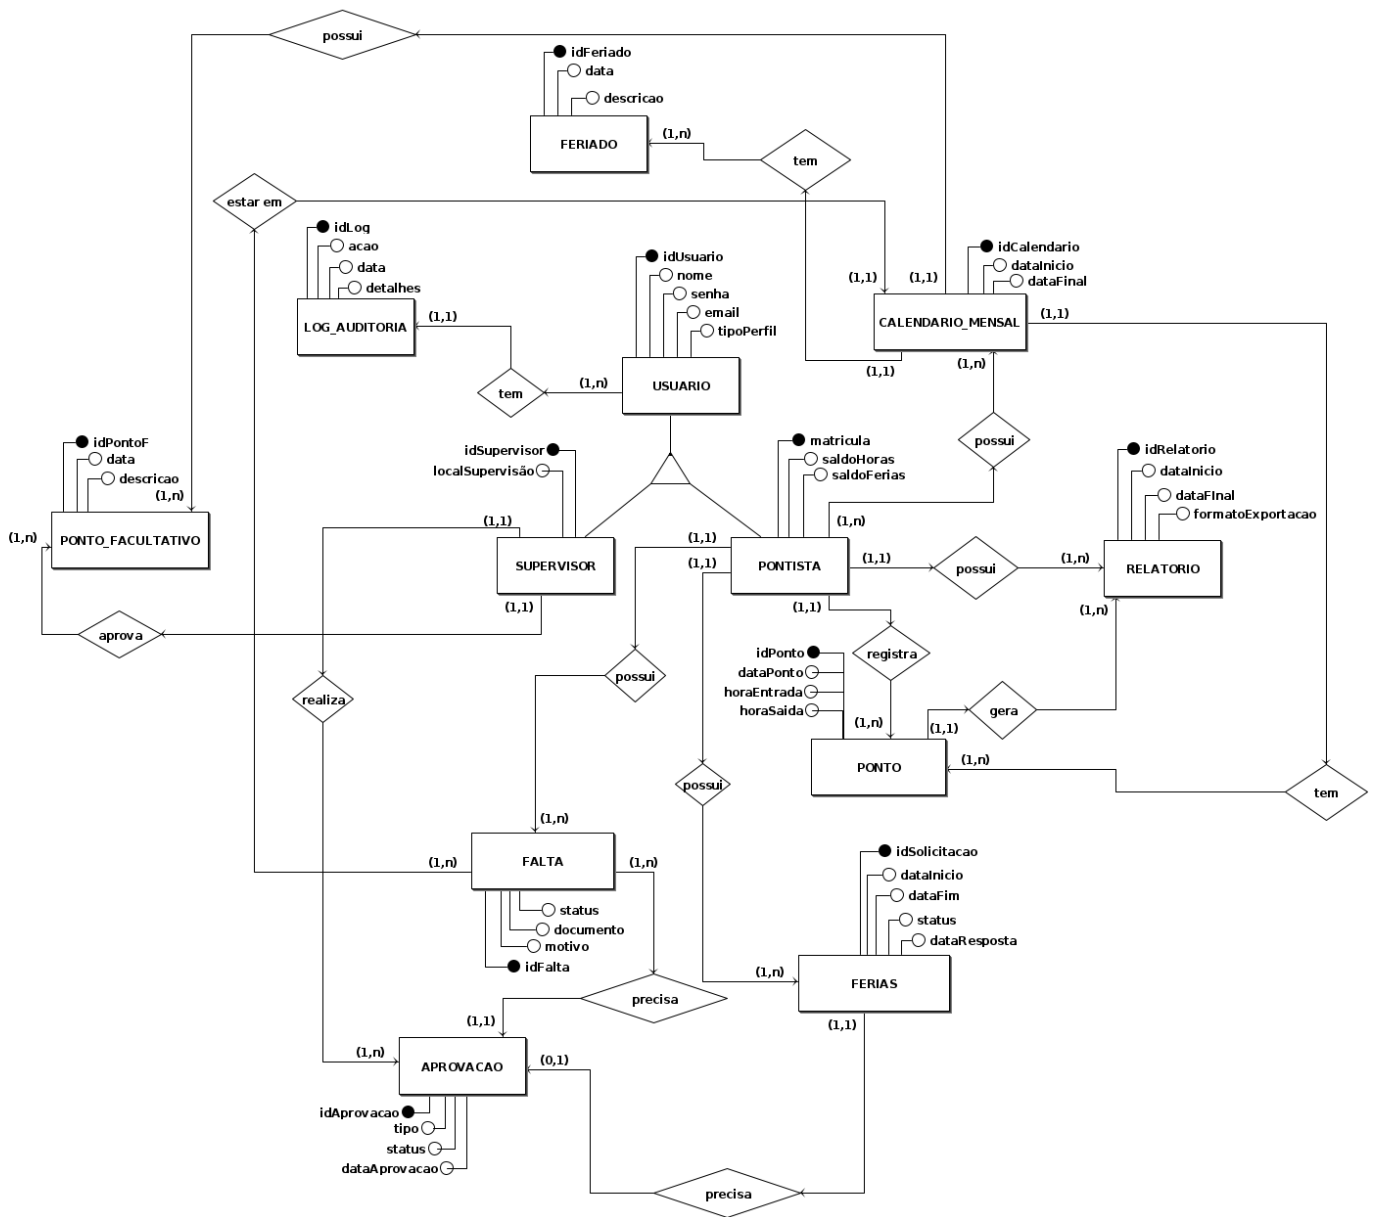 possui
idFeriado
data
descricao
FERIADO
(1,n)
tem
estar em
idLog
acao
data
detalhes
LOG_AUDITORIA
(1,1)
idUsuario
nome
senha
email
tipoPerfil
USUARIO
(1,n)
tem
(1,1)
(1,1)
idCalendario
dataInicio
dataFinal
CALENDARIO_MENSAL
(1,1)
(1,1)
(1,n)
possui
idPontoF
data
descricao
(1,n)
PONTO_FACULTATIVO
(1,n)
aprova
idSupervisor
localSupervisão
(1,1)
SUPERVISOR
(1,1)
matricula
saldoHoras
saldoFerias
(1,n)
(1,1)
(1,1)
PONTISTA
(1,1)
(1,1)
possui
(1,n)
idRelatorio
dataInicio
dataFInal
formatoExportacao
RELATORIO
(1,n)
realiza
possui
registra
idPonto
dataPonto
horaEntrada
horaSaida
(1,n)
PONTO
(1,1)
gera
(1,n)
tem
possui
(1,n)
FALTA
(1,n)
(1,n)
status
documento
motivo
idFalta
idSolicitacao
dataInicio
dataFim
status
dataResposta
(1,n)
FERIAS
(1,1)
precisa
(1,1)
(1,n)
APROVACAO
(0,1)
idAprovacao
tipo
status
dataAprovacao
precisa